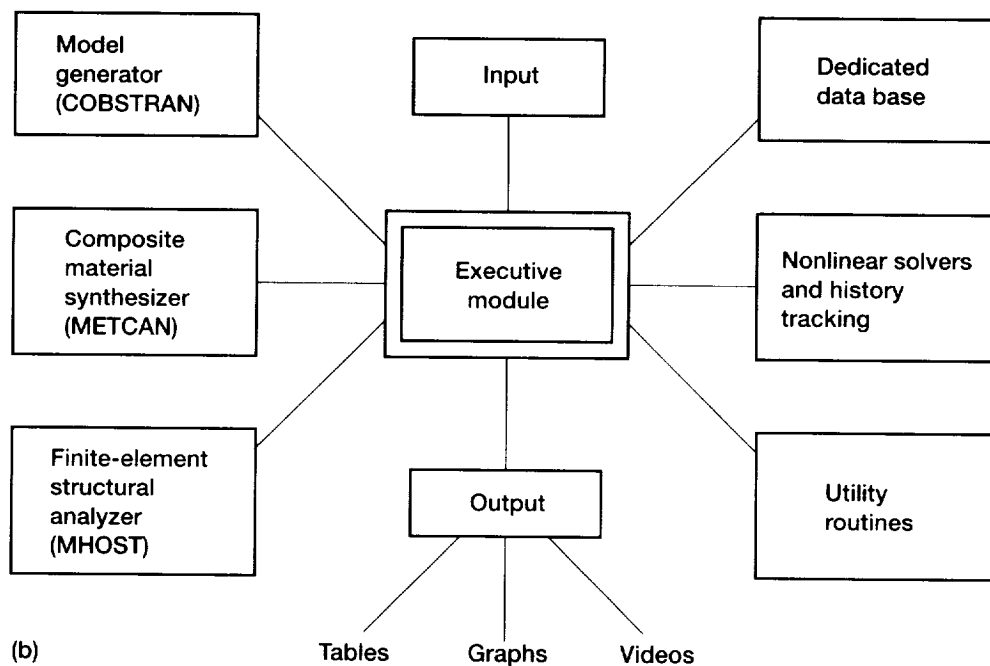 Model
generator
(COBSTRAN)
Input
Dedicated
data base
Composite
material
synthesizer
(METCAN)
Executive
module
Nonlinear solvers
and history
tracking
Finite-element
structural
analyzer
(MHOST)
Output
Utility
routines
(b)
Tables
Graphs
Videos